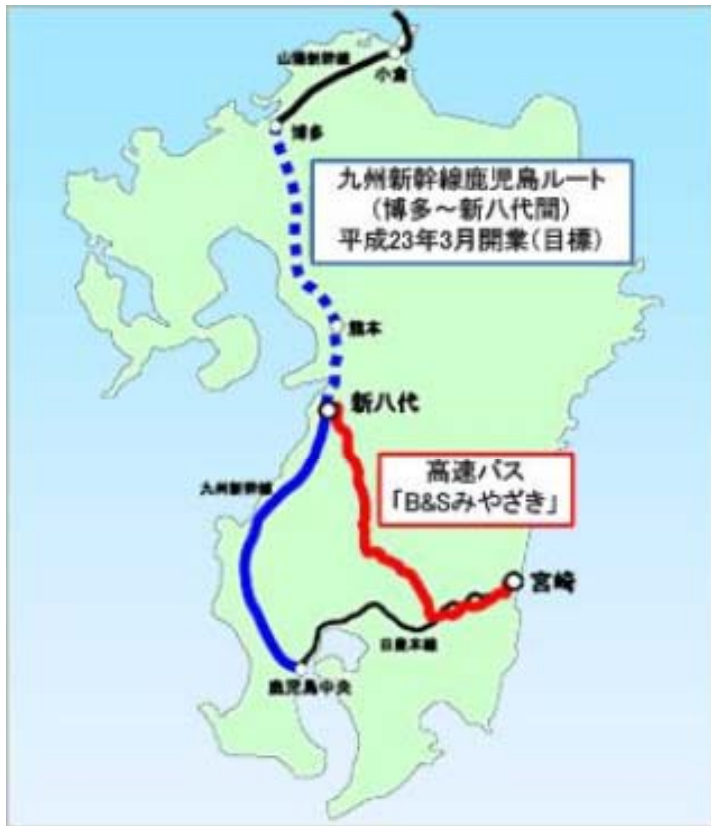 山陽新幹線
小倉
博多
九州新幹線鹿児島ルート
(博多～新八代間)
平成23年3月開業(目標)
熊本
新八代
九州新幹線
高速バス
「B&Sみやざき」
宮崎
日豊本線
鹿児島中央